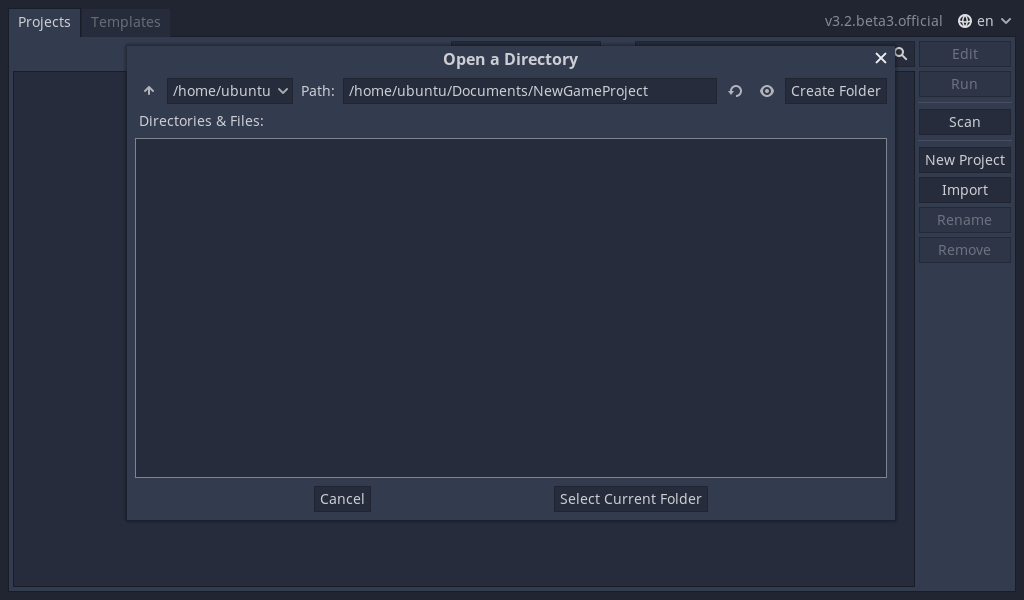 Projects Templates v3.2.beta3.official en
Open a Directory
Edit
/home/ubuntu Path: /home/ubuntu/Documents/NewGameProject Create Folder
Run
Directories & Files:
Scan
New Project
Import
Rename
Remove
Cancel Select Current Folder